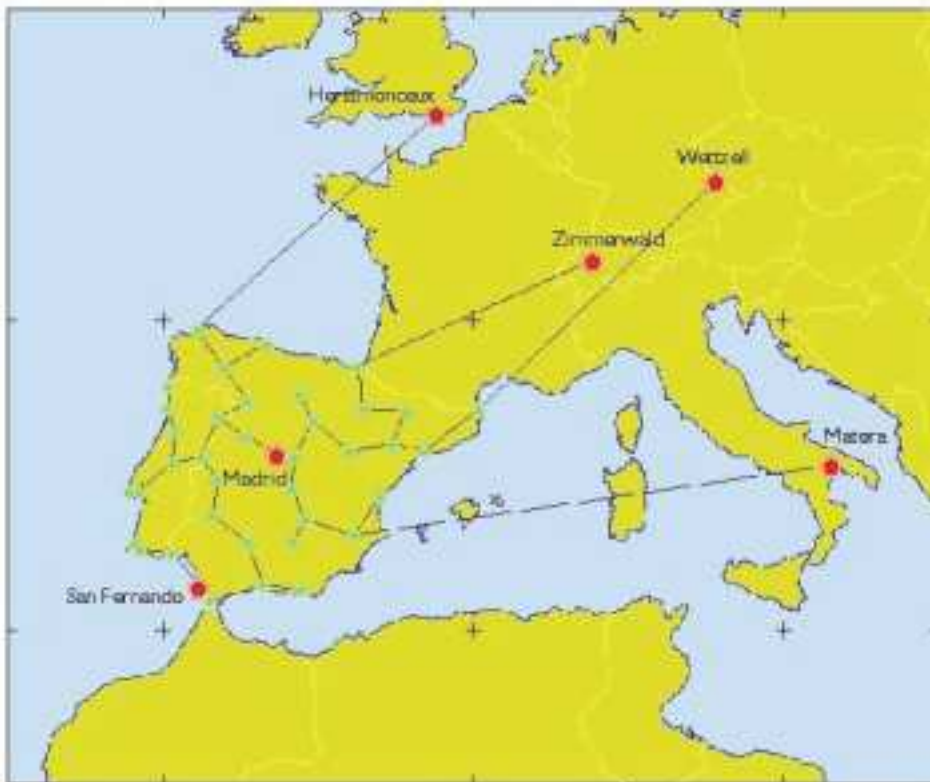 Herstmonceux
Wettzell
Zimmerwald
Matera
Madrid
San Fernando